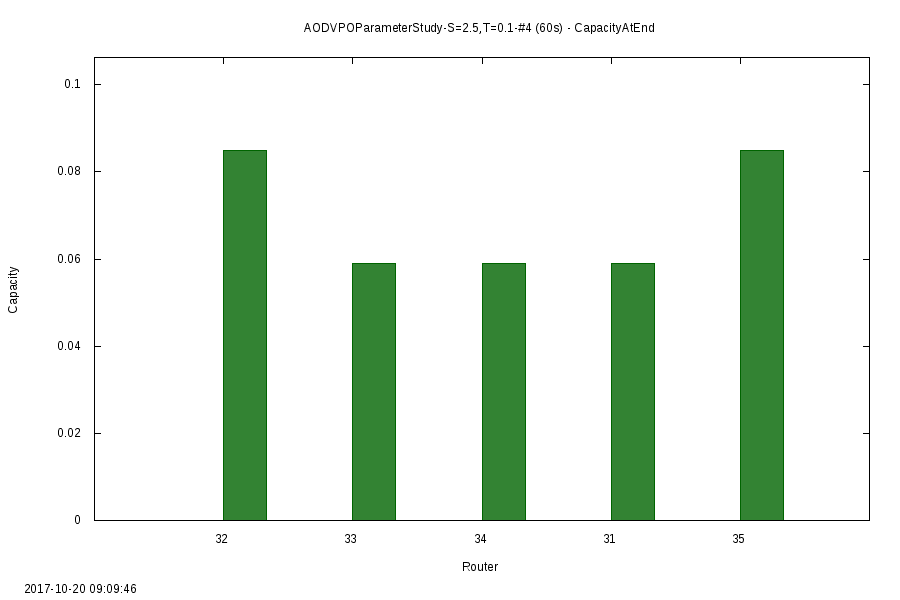 AODVPOParameterStudy-S=2.5,T=0.1-#4 (60s) - CapacityAtEnd
0.1
0.08
0.06
0.04
0.02
0
Capacity
32 33 34 31 35
Router
2017-10-20 09:09:46